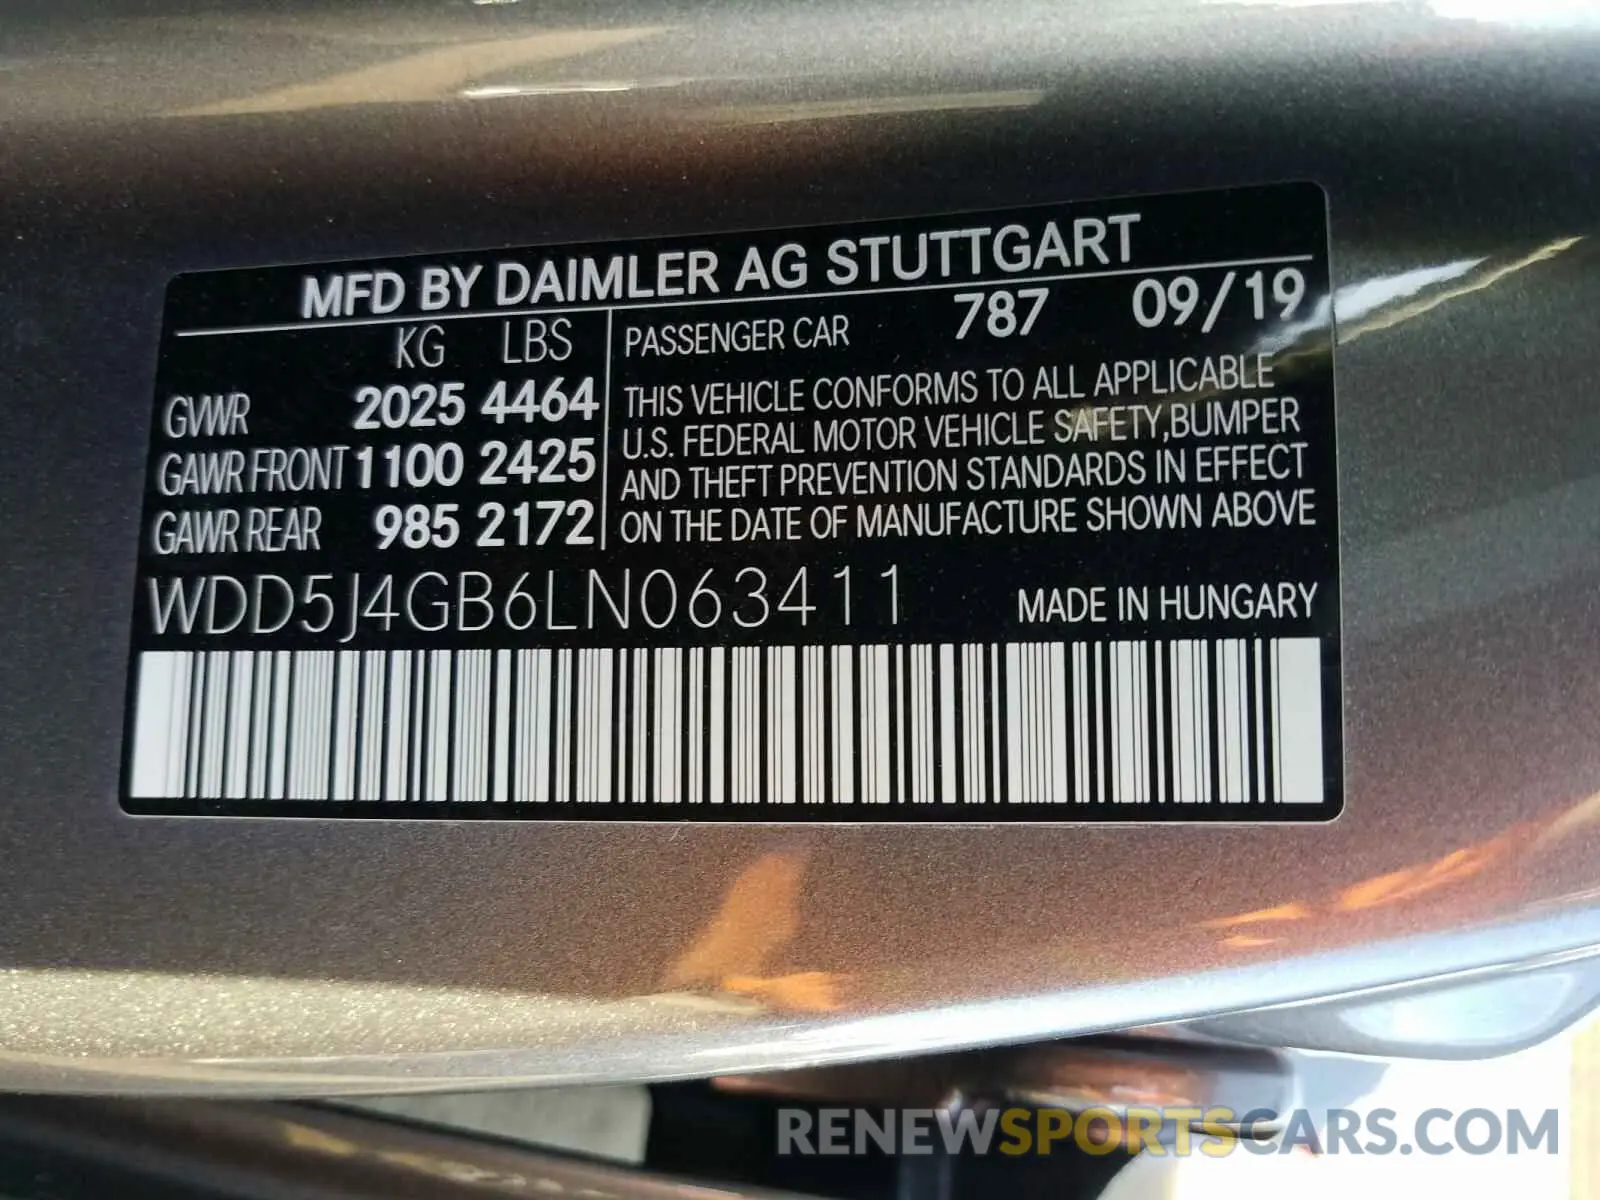 MFD BY DAIMLER AG STUTTGART
KG LBS PASSENGER CAR 787 09/19
GVWR 2025 4464
GAWR FRONT 1100 2425
GAWR REAR 985 2172
THIS VEHICLE CONFORMS TO ALL APPLICABLE
U.S. FEDERAL MOTOR VEHICLE SAFETY,BUMPER
AND THEFT PREVENTION STANDARDS IN EFFECT
ON THE DATE OF MANUFACTURE SHOWN ABOVE
WDD5J4GB6LN063411 MADE IN HUNGARY
RENEWSPORTSCARS.COM